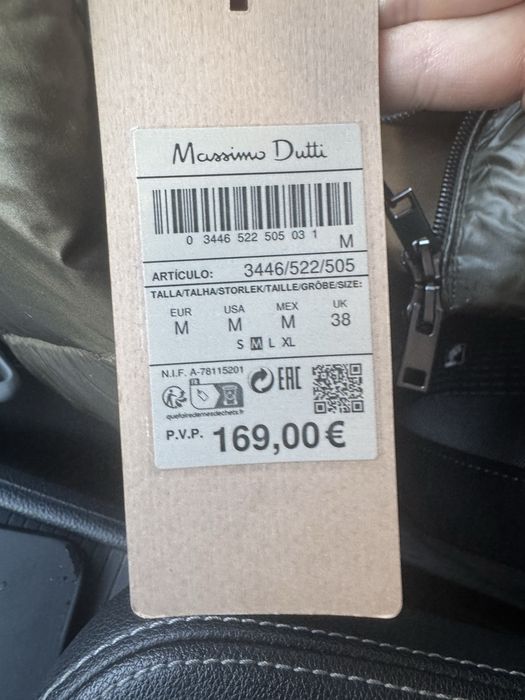 Massimo Dutti
0 3446 522 505 03 1 M
ARTÍCULO: 3446/522/505
TALLA/TALHA/STORLEK/TAILLE/GRÖBE/SIZE:
EUR USA MEX UK
M M M 38
S M L XL
N.I.F. A-78115201
FR
EAC
quefairedemesdechets.fr
P.V.P. 169,00€